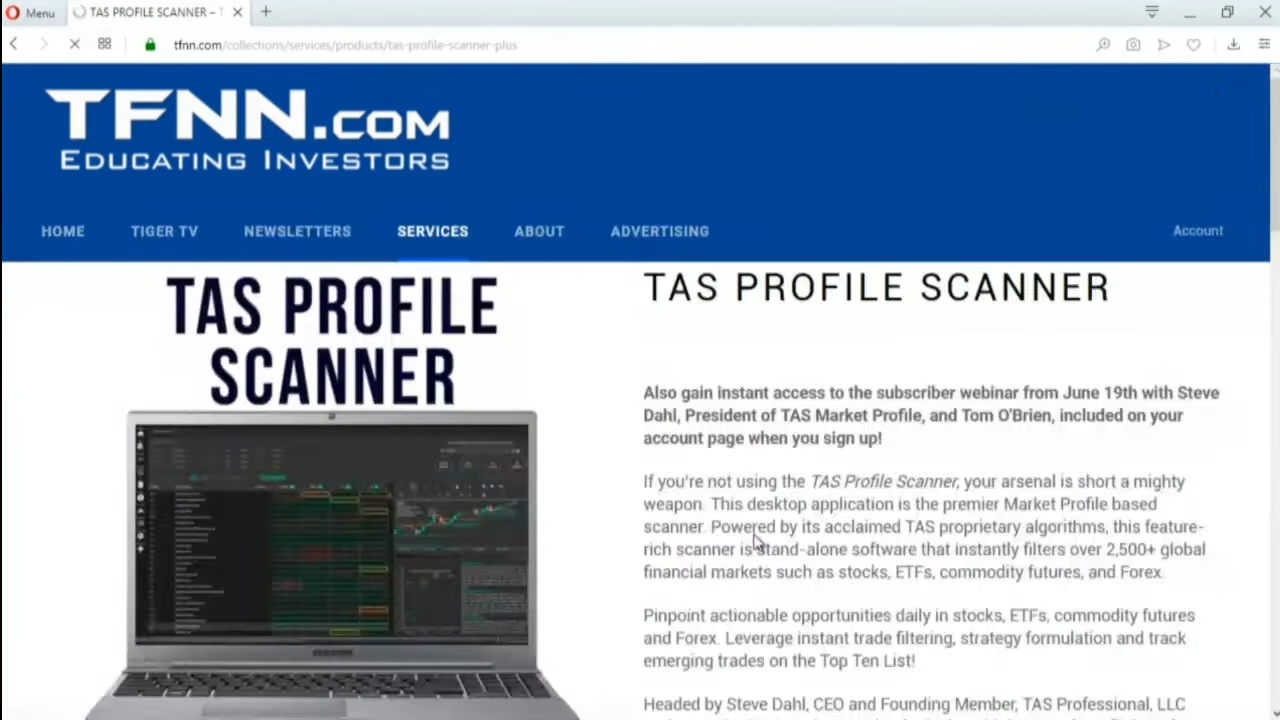 Menu
TAS PROFILE SCANNER – T
tfnn.com/collections/services/products/tas-profile-scanner-plus
TFNN.COM
EDUCATING INVESTORS
HOME TIGER TV NEWSLETTERS SERVICES ABOUT ADVERTISING Account
TAS PROFILE
SCANNER
TAS PROFILE SCANNER
Also gain instant access to the subscriber webinar from June 19th with Steve
Dahl, President of TAS Market Profile, and Tom O'Brien, included on your
account page when you sign up!
If you're not using the TAS Profile Scanner, your arsenal is short a mighty
weapon. This desktop application is the premier Market Profile based
scanner. Powered by its acclaimed TAS proprietary algorithms, this feature-
rich scanner is stand-alone software that instantly filters over 2,500+ global
financial markets such as stocks, ETFs, commodity futures, and Forex.
Pinpoint actionable opportunities daily in stocks, ETFs, commodity futures
and Forex. Leverage instant trade filtering, strategy formulation and track
emerging trades on the Top Ten List!
Headed by Steve Dahl, CEO and Founding Member, TAS Professional, LLC